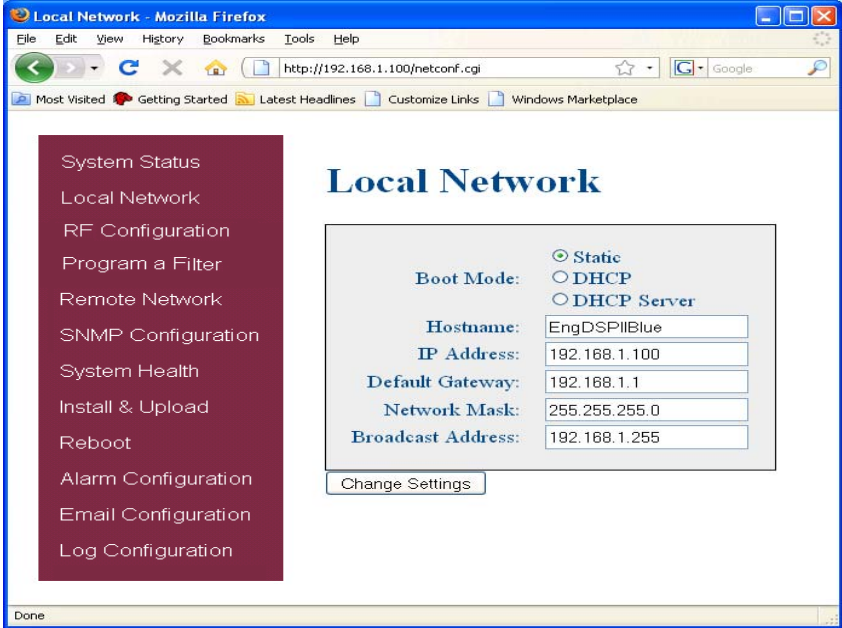 Local Network - Mozilla Firefox
File Edit View History Bookmarks Tools Help
http://192.168.1.100/netconf.cgi
G Google
Most Visited Getting Started Latest Headlines Customize Links Windows Marketplace
System Status
Local Network
RF Configuration
Program a Filter
Remote Network
SNMP Configuration
System Health
Install & Upload
Reboot
Alarm Configuration
Email Configuration
Log Configuration
Local Network
Boot Mode:
Static
DHCP
DHCP Server
Hostname: EngDSPIIBlue
IP Address: 192.168.1.100
Default Gateway: 192.168.1.1
Network Mask: 255.255.255.0
Broadcast Address: 192.168.1.255
Change Settings
Done